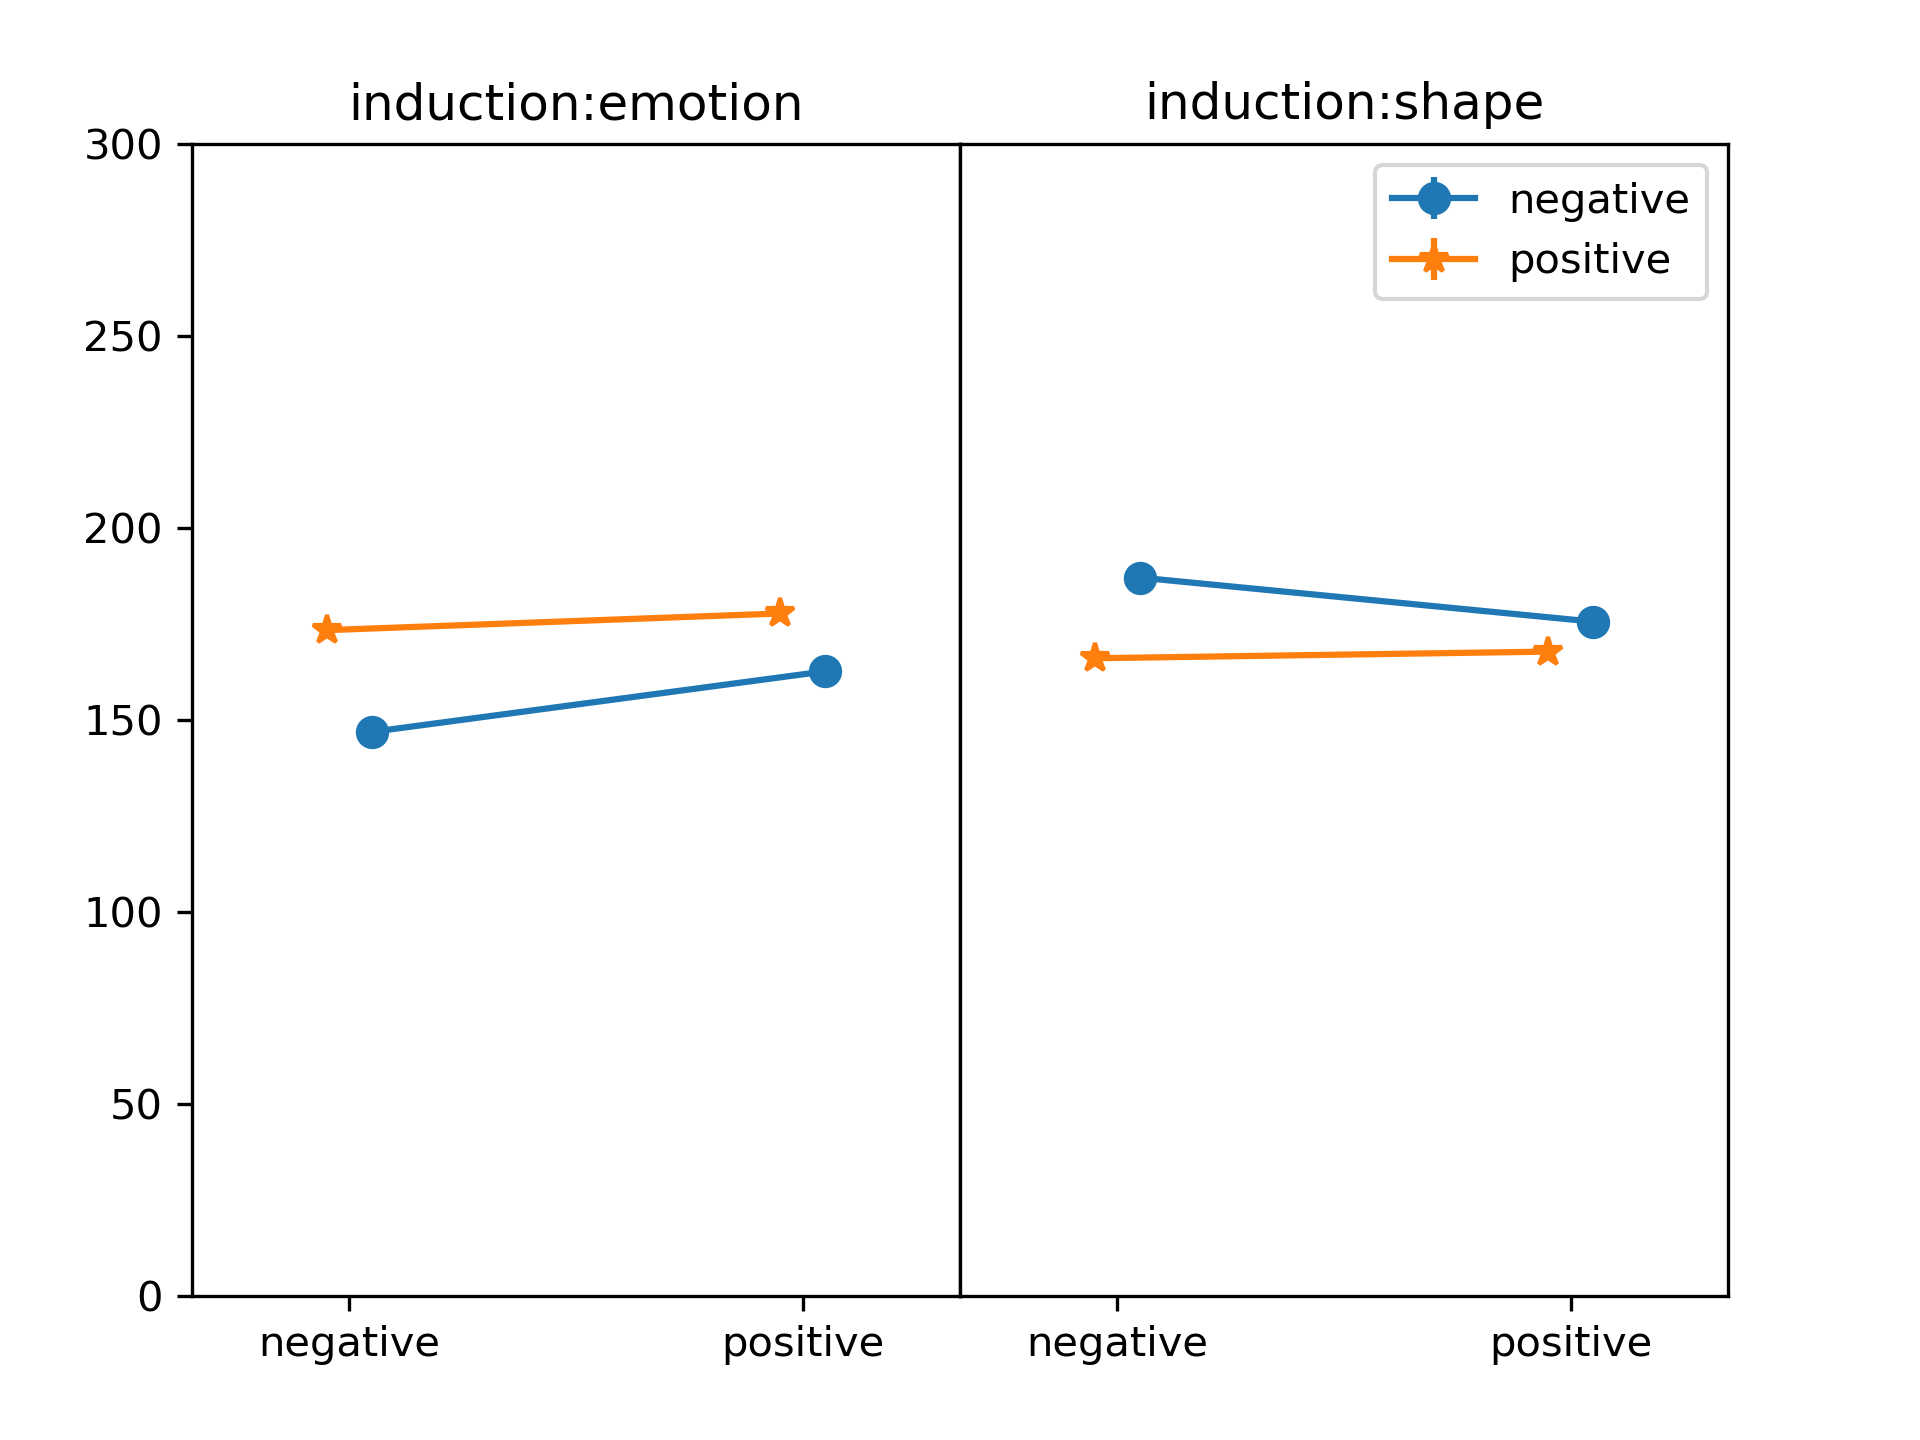 induction:emotion
induction:shape
300
250
200
150
100
50
0
negative
positive
negative
positive
negative
positive